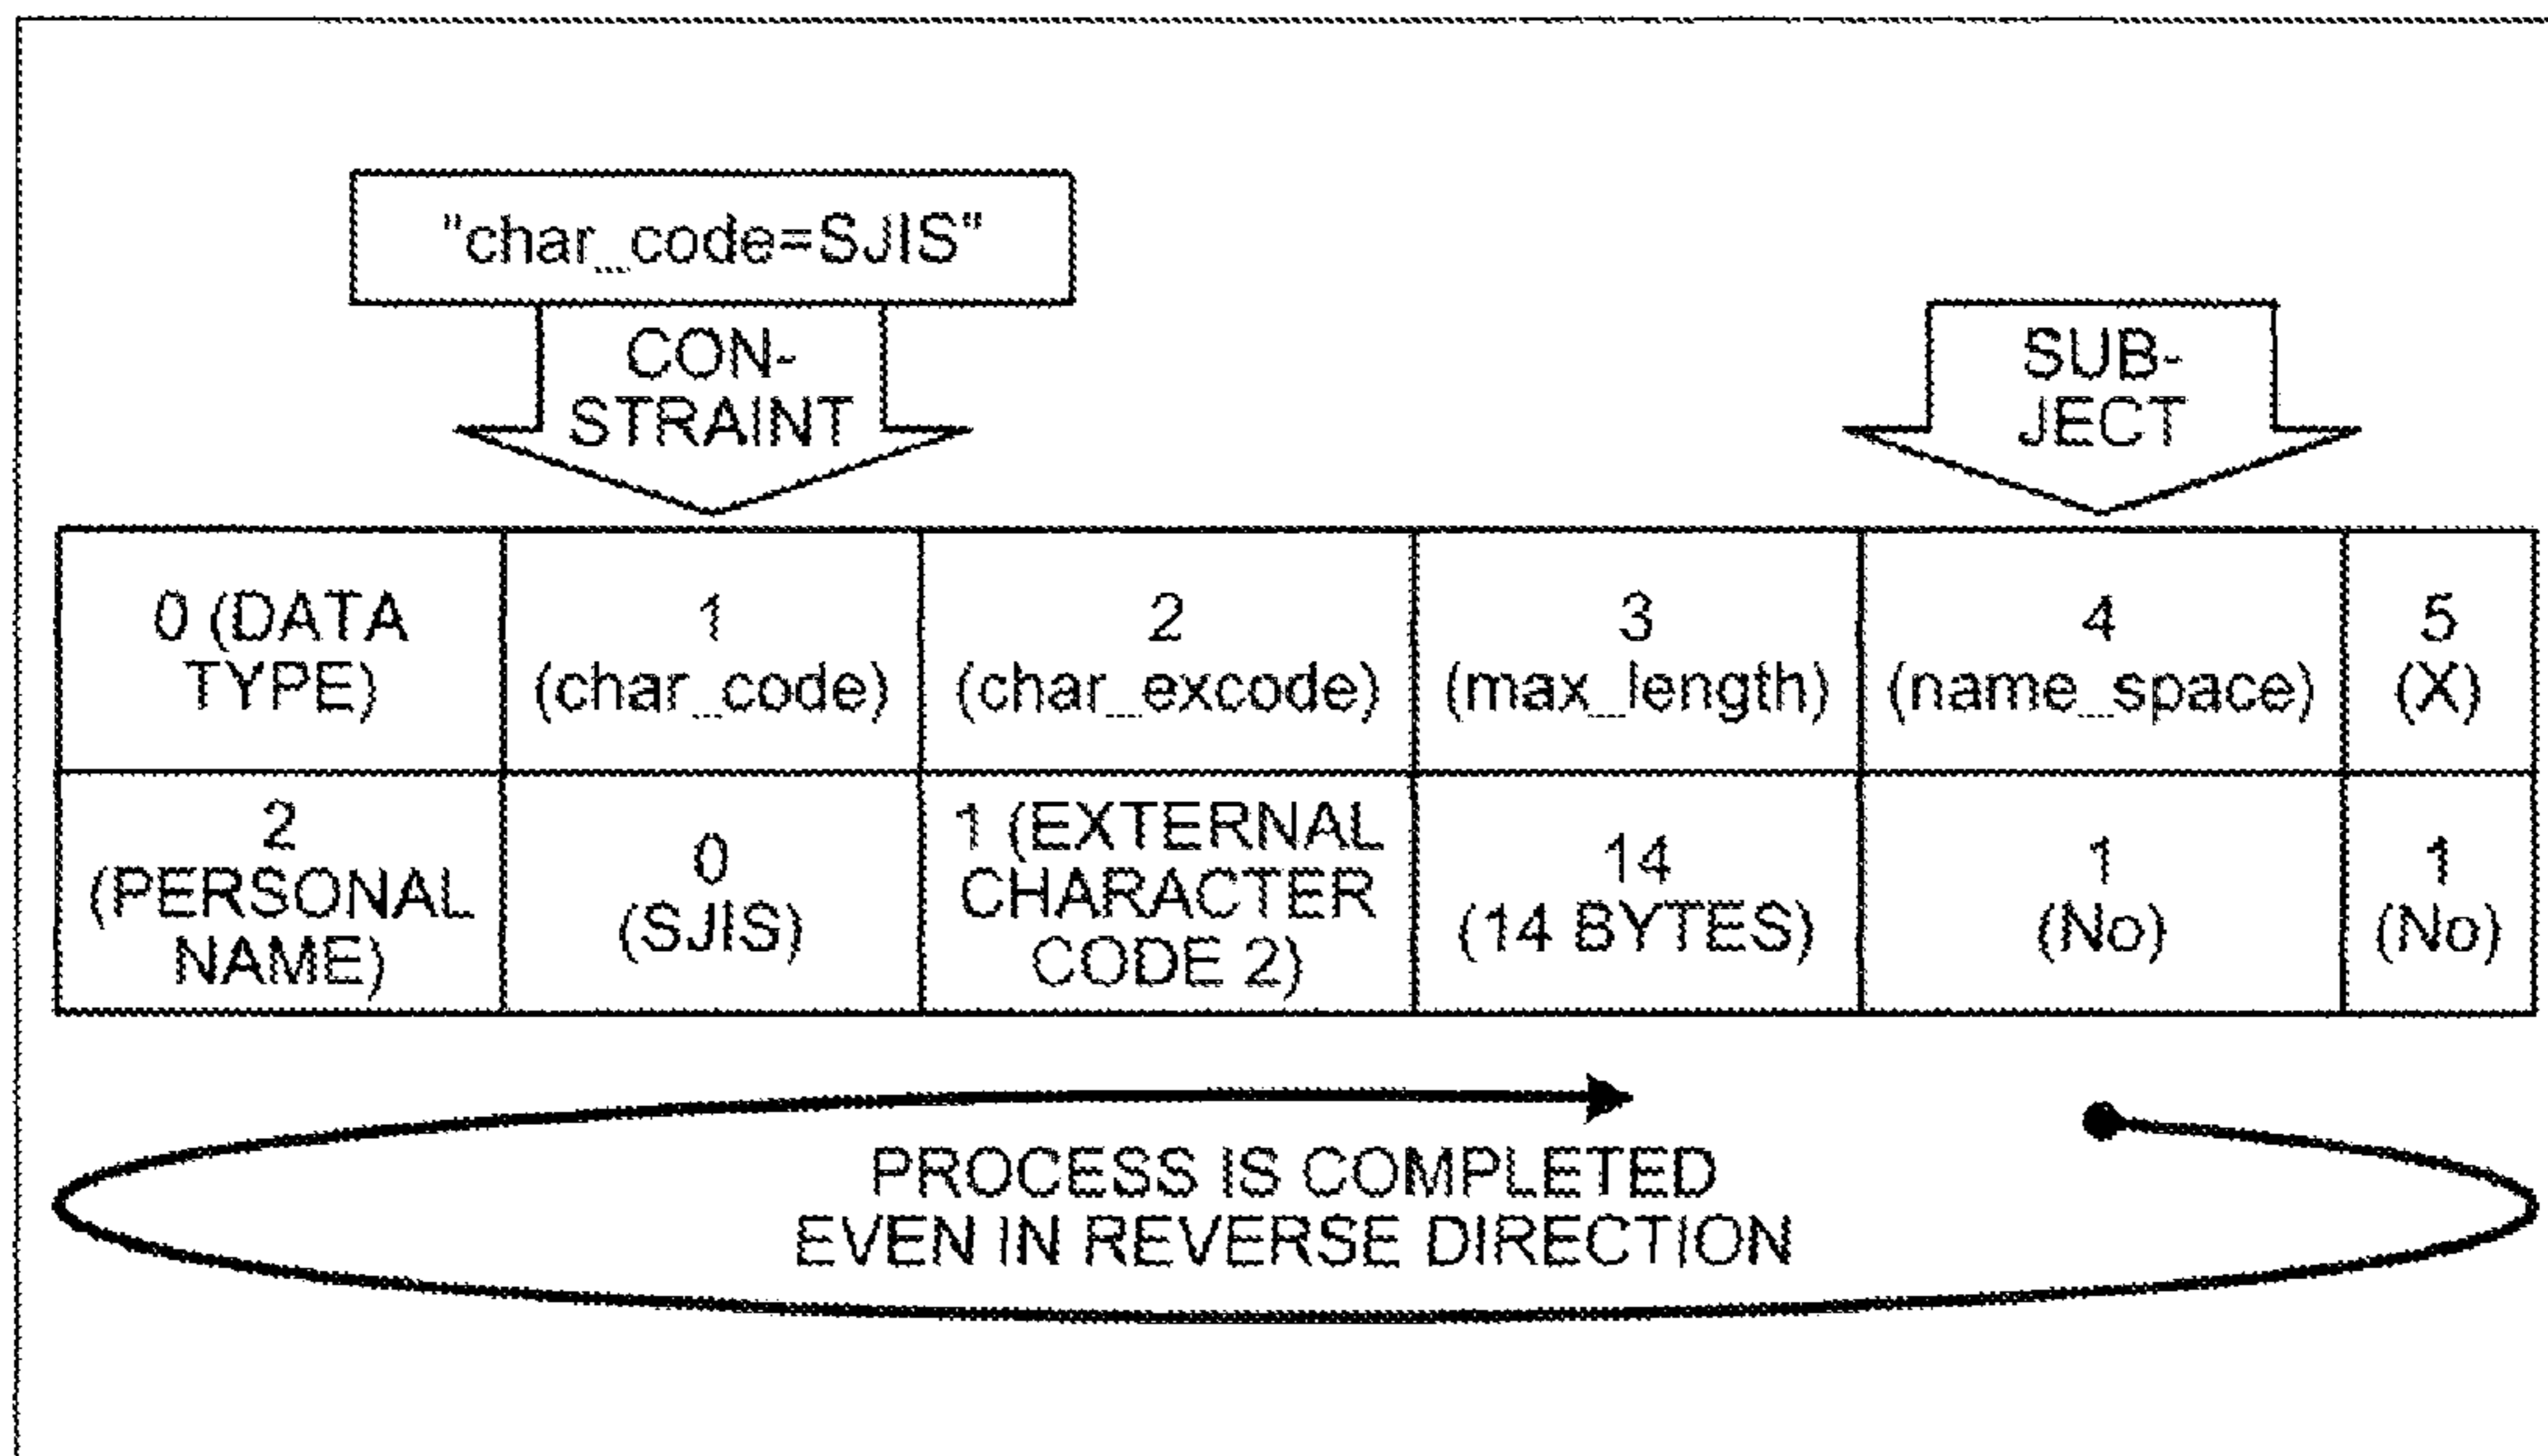 "char_code=SJIS"
CON-
STRAINT
SUB-
JECT
0 (DATA
TYPE)
1
(char_code)
2
(char_excode)
3
(max_length)
4
(name_space)
5
(X)
2
(PERSONAL
NAME)
0
(SJIS)
1 (EXTERNAL
CHARACTER
CODE 2)
14
(14 BYTES)
1
(No)
1
(No)
PROCESS IS COMPLETED
EVEN IN REVERSE DIRECTION